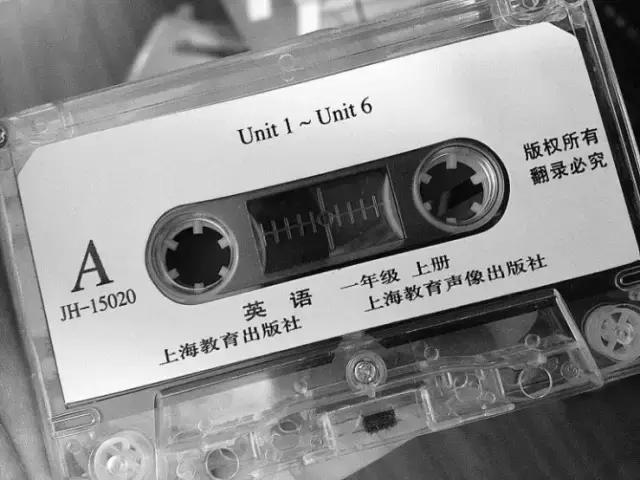 Unit 1 ~ Unit 6
版权所有
翻录必究
A
JH-15020
英 语 一年级 上册
上海教育出版社 上海教育声像出版社